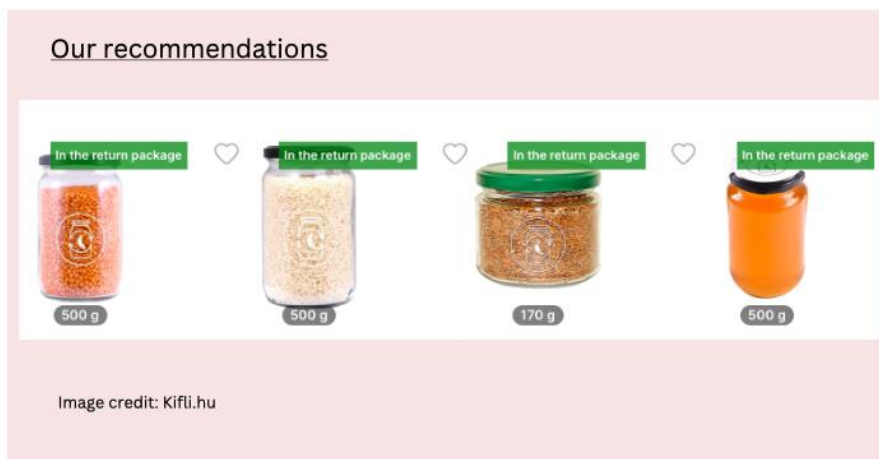 Our recommendations
In the return package
In the return package
In the return package
In the return package
500 g
500 g
170 g
500 g
Image credit: Kifli.hu